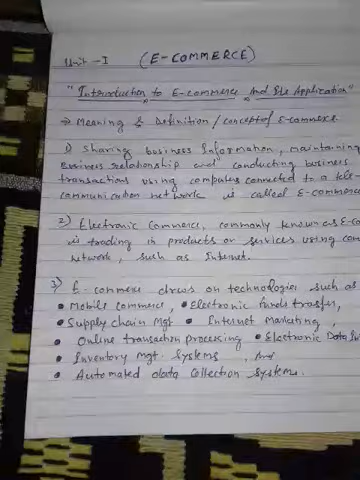 Unit -I (E-COMMERCE)
"Introduction to E-commerce And Its Application"
→ Meaning & Definition / concept of E-commerce
1) Sharing business Information, maintaining
business relationship and conducting business
transactions using computers connected to a tele-
communication network is called E-commerce
2) Electronic Commerce, commonly known as E-co
is trading in products or services using com
network, such as Internet.
3) E-commerce draws on technologies such as
• Mobile commerce, • Electronic funds transfer,
• Supply chain Mgt • Internet Marketing,
• Online transaction processing • Electronic Data In
• Inventory Mgt. Systems, And
• Automated data collection systems.